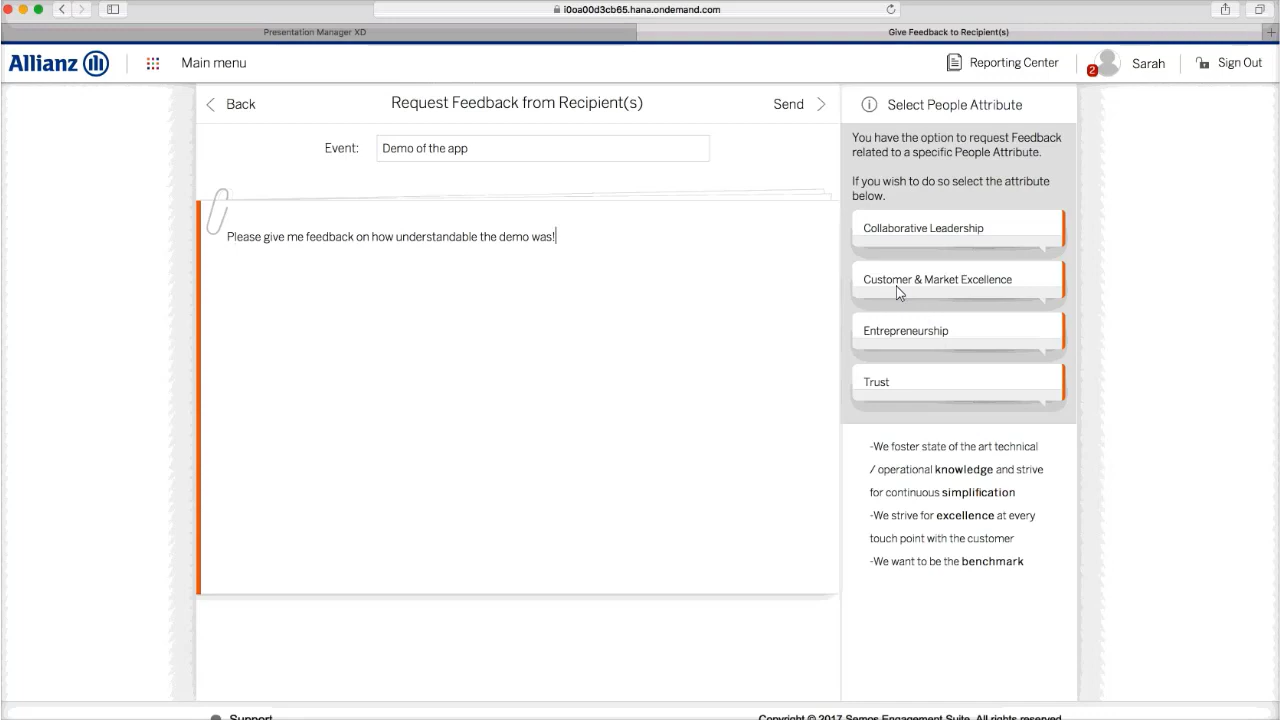 i0oa00d3cb65.hana.ondemand.com
Presentation Manager XD
Give Feedback to Recipient(s)
Allianz
Main menu
Reporting Center
2
Sarah
Sign Out
Back
Request Feedback from Recipient(s)
Send
Event:
Demo of the app
Please give me feedback on how understandable the demo was!
Select People Attribute
You have the option to request Feedback
related to a specific People Attribute.
If you wish to do so select the attribute
below.
Collaborative Leadership
Customer & Market Excellence
Entrepreneurship
Trust
-We foster state of the art technical
/ operational knowledge and strive
for continuous simplification
-We strive for excellence at every
touch point with the customer
-We want to be the benchmark
Support
Copyright © 2017 Semos Engagement Suite. All rights reserved